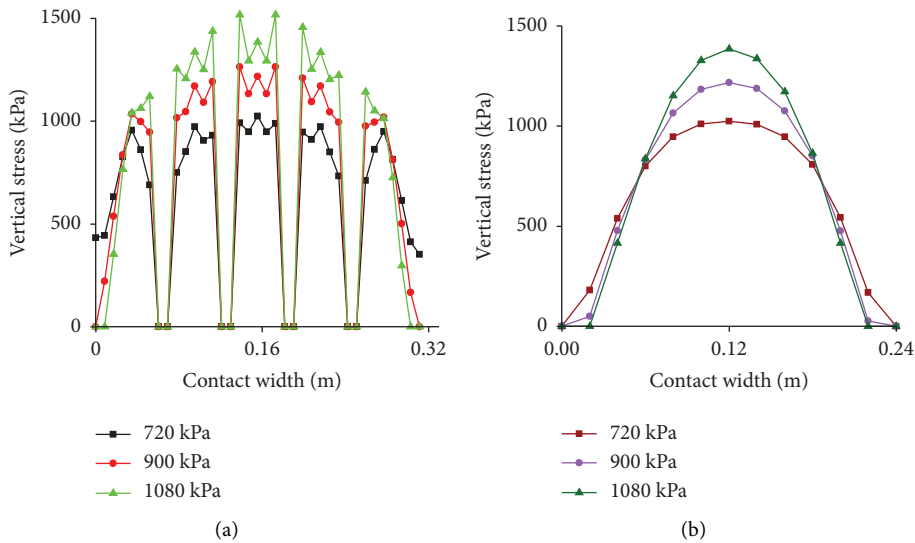 1500
1000
500
0
Vertical stress (kPa)
0
0.16
0.32
Contact width (m)
720 kPa
900 kPa
1080 kPa
(a)
1500
1000
500
0
Vertical stress (kPa)
0.00
0.12
0.24
Contact width (m)
720 kPa
900 kPa
1080 kPa
(b)